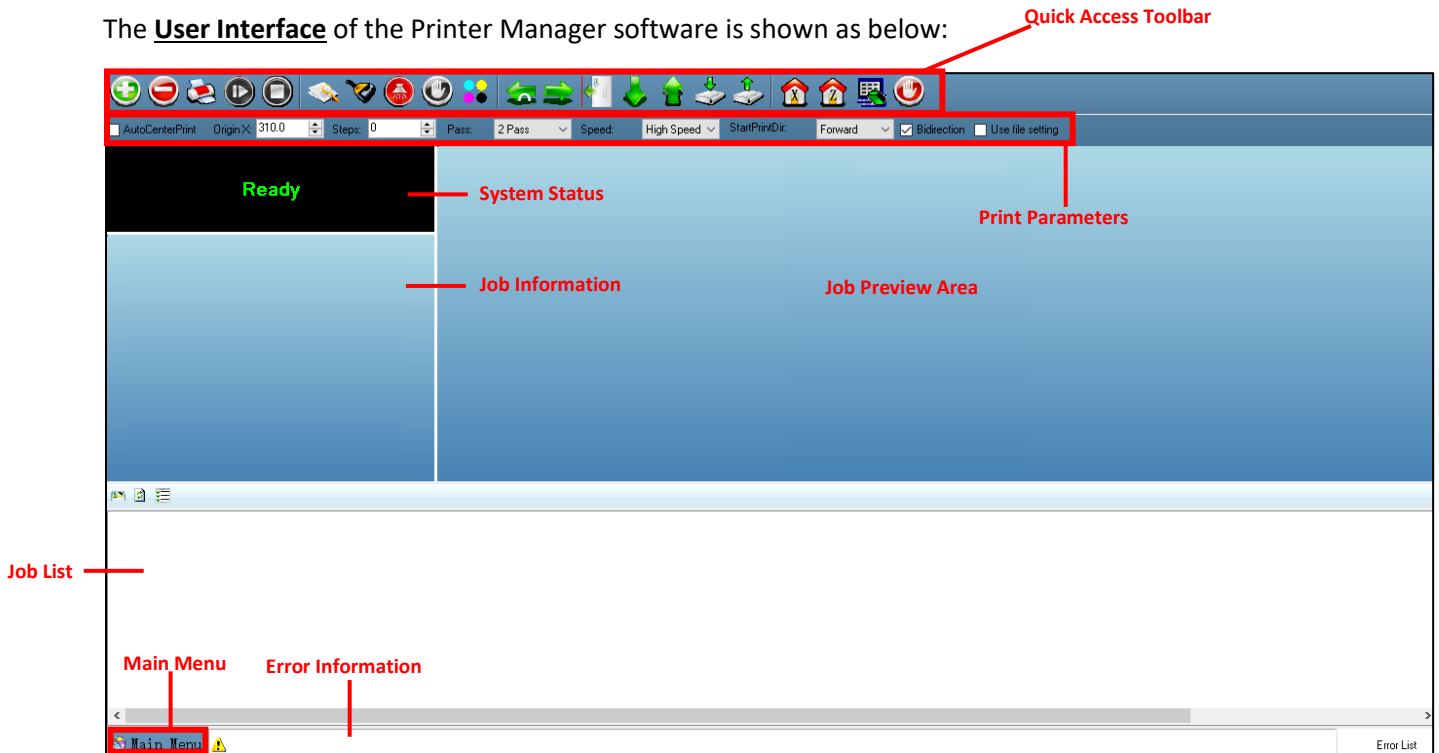 Quick Access Toolbar
The User Interface of the Printer Manager software is shown as below:
X Z
AutoCenterPrint Origin X: 310.0 Steps: 0 Pass: 2 Pass Speed: High Speed StartPrintDir: Forward Bidirection Use file setting
Ready
System Status
Print Parameters
Job Information
Job Preview Area
Job List
Main Menu
Error Information
Main Menu
Error List